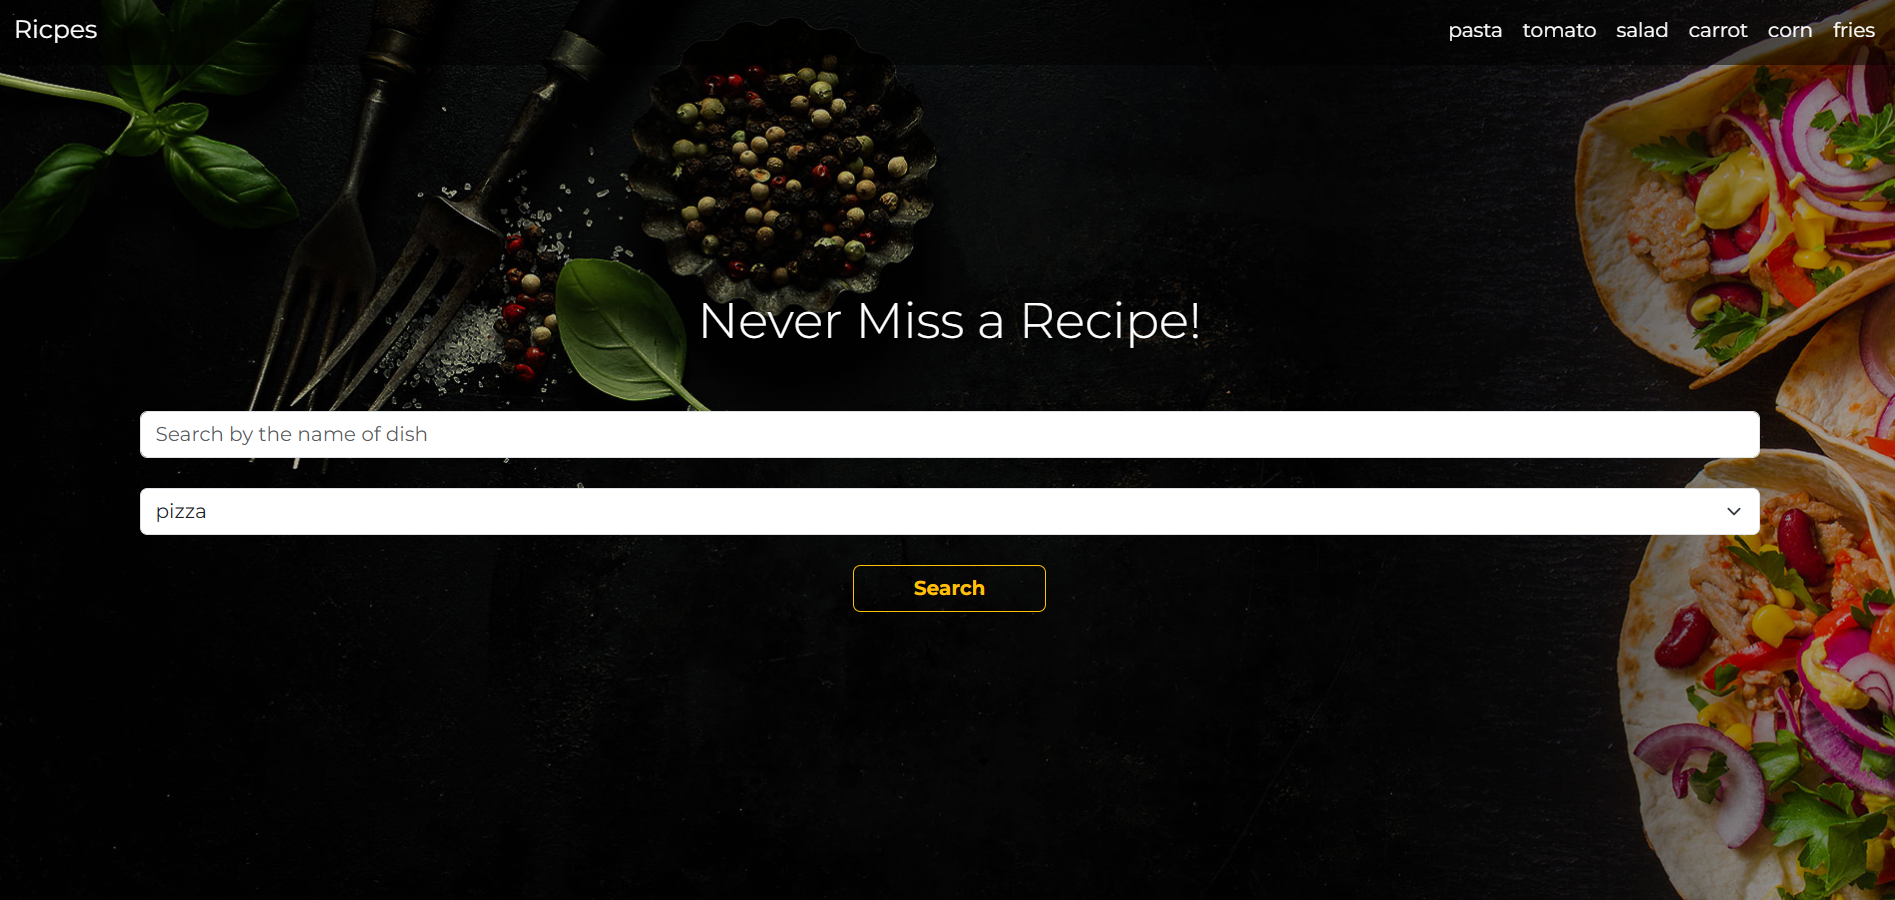 Ricpes
pasta tomato salad carrot corn fries
Never Miss a Recipe!
Search by the name of dish
pizza
Search